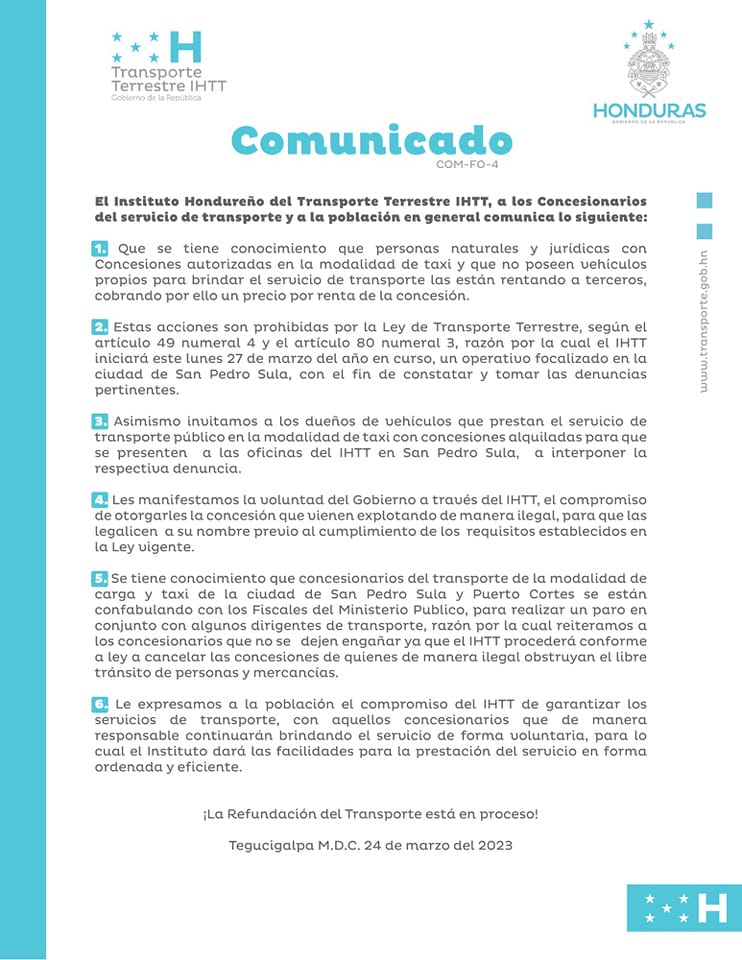 H
Transporte
Terrestre IHTT
Gobierno de la República
HONDURAS
GOBIERNO DE LA REPÚBLICA
Comunicado
COM-FO-4
El Instituto Hondureño del Transporte Terrestre IHTT, a los Concesionarios
del servicio de transporte y a la población en general comunica lo siguiente:
1. Que se tiene conocimiento que personas naturales y jurídicas con
Concesiones autorizadas en la modalidad de taxi y que no poseen vehículos
propios para brindar el servicio de transporte las están rentando a terceros,
cobrando por ello un precio por renta de la concesión.
2. Estas acciones son prohibidas por la Ley de Transporte Terrestre, según el
artículo 49 numeral 4 y el artículo 80 numeral 3, razón por la cual el IHTT
iniciará este lunes 27 de marzo del año en curso, un operativo focalizado en la
ciudad de San Pedro Sula, con el fin de constatar y tomar las denuncias
pertinentes.
3. Asimismo invitamos a los dueños de vehículos que prestan el servicio de
transporte público en la modalidad de taxi con concesiones alquiladas para que
se presenten a las oficinas del IHTT en San Pedro Sula, a interponer la
respectiva denuncia.
4. Les manifestamos la voluntad del Gobierno a través del IHTT, el compromiso
de otorgarles la concesión que vienen explotando de manera ilegal, para que las
legalicen a su nombre previo al cumplimiento de los requisitos establecidos en
la Ley vigente.
5. Se tiene conocimiento que concesionarios del transporte de la modalidad de
carga y taxi de la ciudad de San Pedro Sula y Puerto Cortes se están
confabulando con los Fiscales del Ministerio Publico, para realizar un paro en
conjunto con algunos dirigentes de transporte, razón por la cual reiteramos a
los concesionarios que no se dejen engañar ya que el IHTT procederá conforme
a ley a cancelar las concesiones de quienes de manera ilegal obstruyan el libre
tránsito de personas y mercancías.
6. Le expresamos a la población el compromiso del IHTT de garantizar los
servicios de transporte, con aquellos concesionarios que de manera
responsable continuarán brindando el servicio de forma voluntaria, para lo
cual el Instituto dará las facilidades para la prestación del servicio en forma
ordenada y eficiente.
¡La Refundación del Transporte está en proceso!
Tegucigalpa M.D.C. 24 de marzo del 2023
www.transporte.gob.hn
H